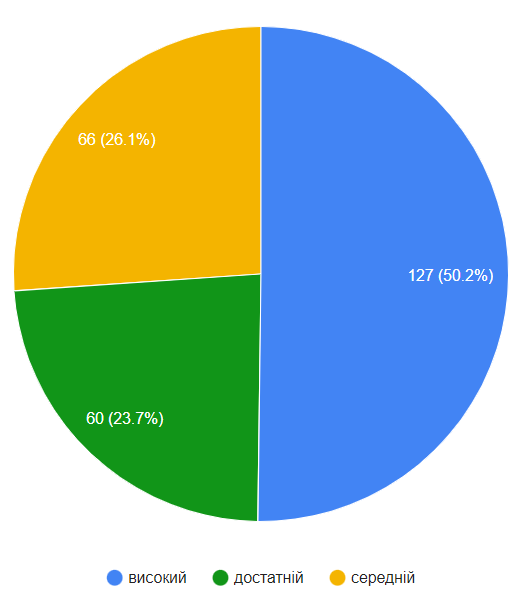 66 (26.1%)
127 (50.2%)
60 (23.7%)
високий достатній середній